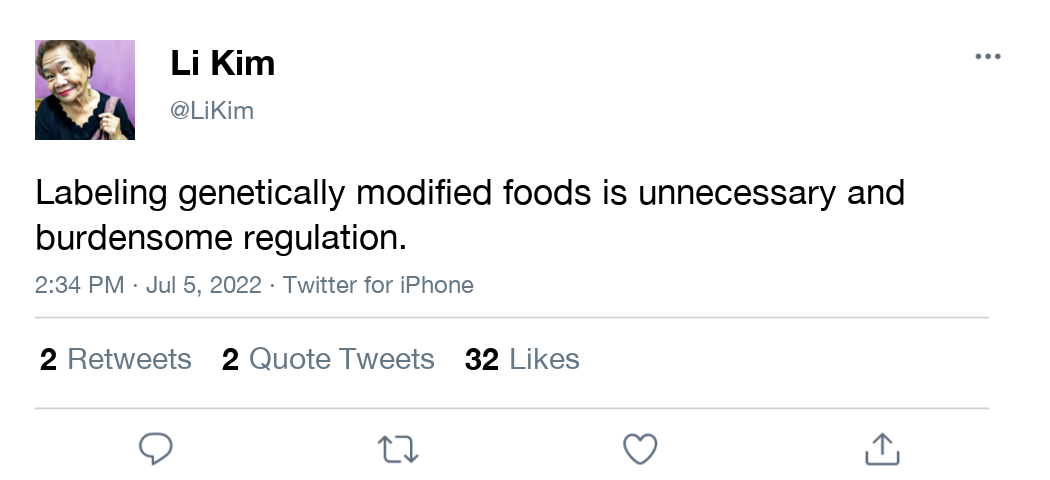 Li Kim
@LiKim
Labeling genetically modified foods is unnecessary and
burdensome regulation.
2:34 PM · Jul 5, 2022 · Twitter for iPhone
2 Retweets 2 Quote Tweets 32 Likes